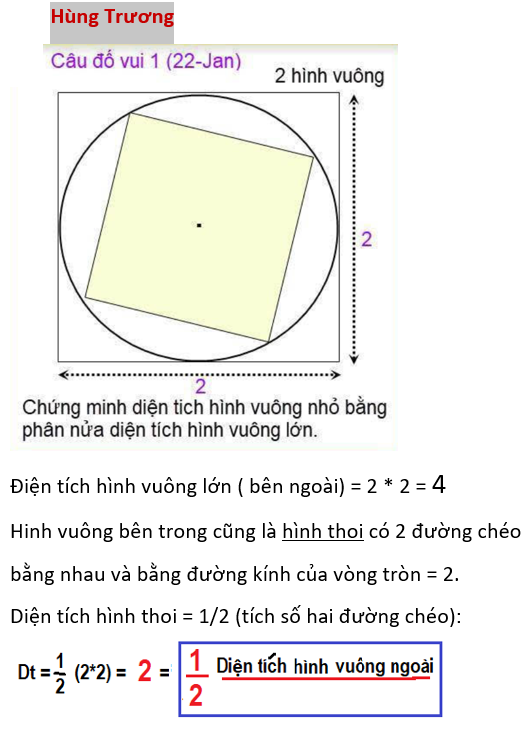 Hùng Trương
Câu đố vui 1 (22-Jan)
2 hình vuông
2
2
Chứng minh diện tich hình vuông nhỏ bằng
phân nửa diện tích hình vuông lớn.
Điện tích hình vuông lớn ( bên ngoài) = 2 * 2 = 4
Hinh vuông bên trong cũng là hình thoi có 2 đường chéo
bằng nhau và bằng đường kính của vòng tròn = 2.
Diện tích hình thoi = 1/2 (tích số hai đường chéo):
Dt = 1/2 (2*2) = 2 = 1/2 Diện tích hình vuông ngoài